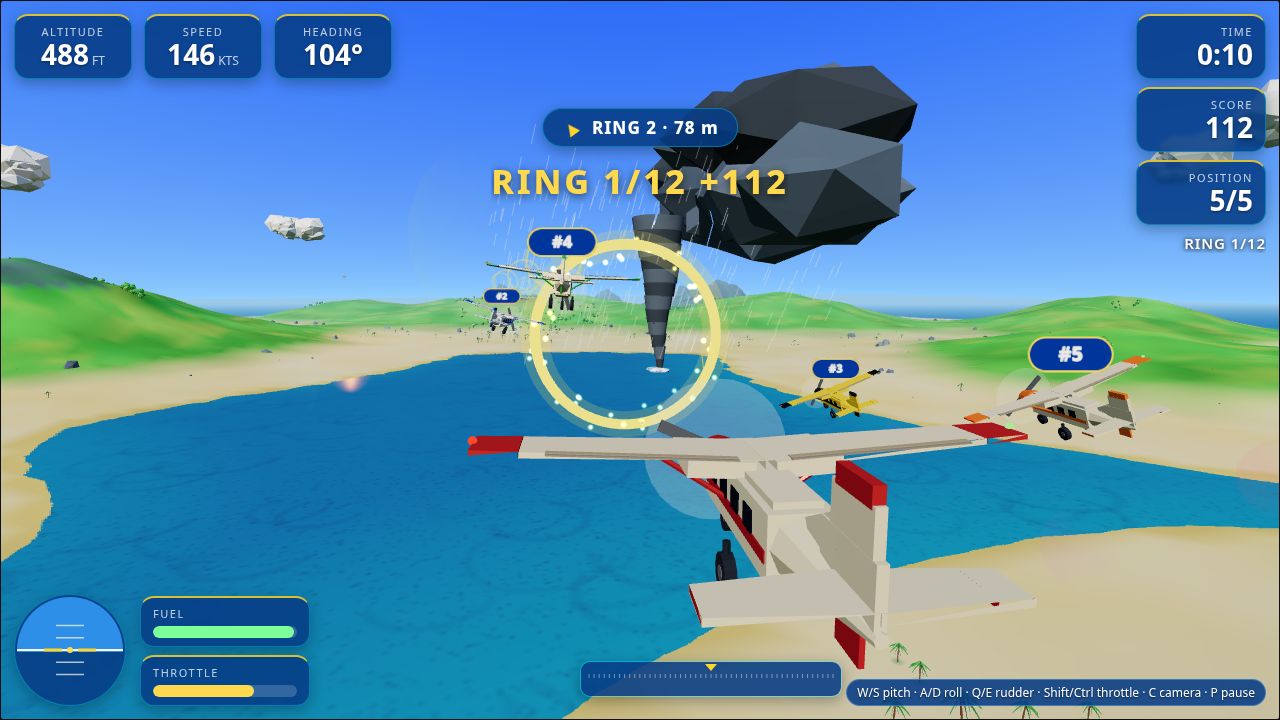 ALTITUDE
488 FT
SPEED
146 KTS
HEADING
104°
TIME
0:10
SCORE
112
POSITION
5/5
RING 1/12
RING 2 · 78 m
RING 1/12 +112
#4
#2
#3
#5
FUEL
THROTTLE
W/S pitch · A/D roll · Q/E rudder · Shift/Ctrl throttle · C camera · P pause